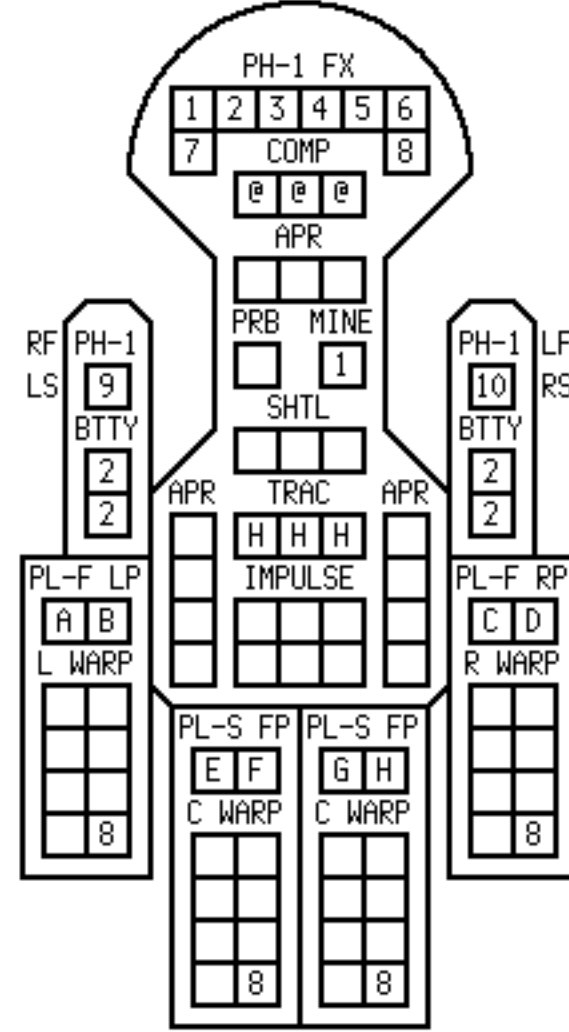 PH-1 FX
1 2 3 4 5 6
7 COMP 8
@ @ @
APR
PRB MINE
1
RF PH-1
LS 9
BTTY
2
2
PH-1 LF
10 RS
BTTY
2
2
SHTL
APR TRAC APR
H H H
IMPULSE
PL-F LP
A B
L WARP
8
PL-F RP
C D
R WARP
8
PL-S FP PL-S FP
E F G H
C WARP C WARP
8 8